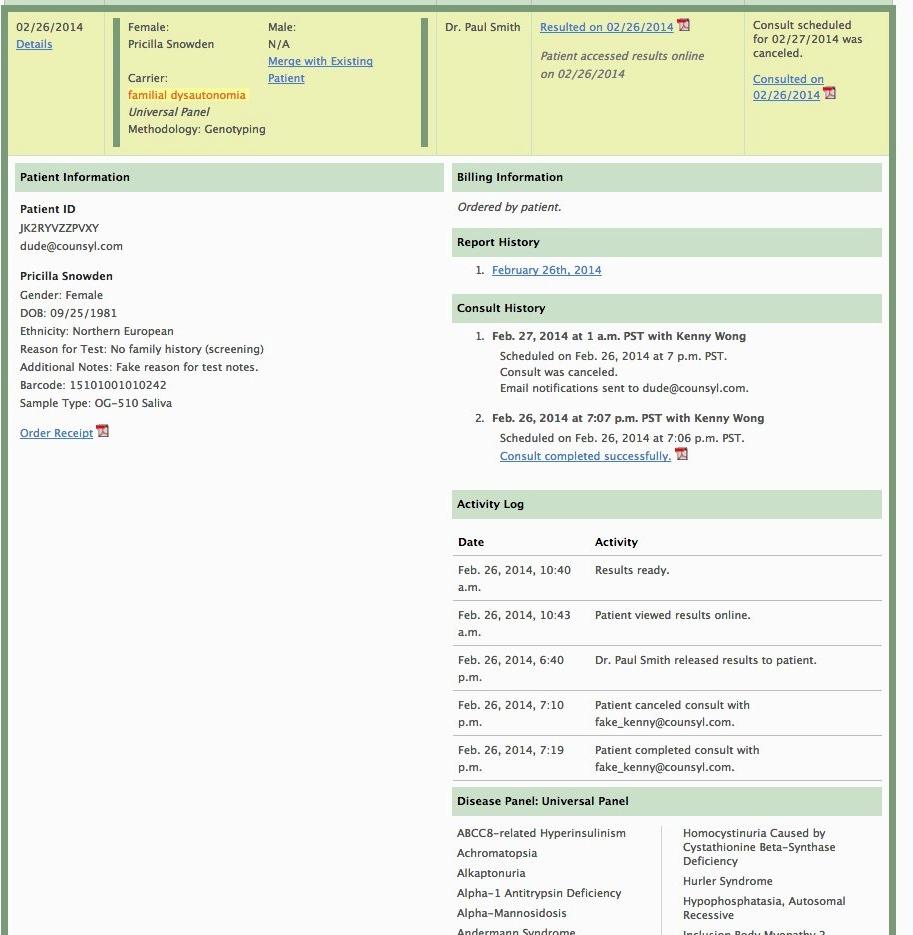 02/26/2014
Details
Female:
Pricilla Snowden
Carrier:
familial dysautonomia
Universal Panel
Methodology: Genotyping
Male:
N/A
Merge with Existing
Patient
Dr. Paul Smith
Resulted on 02/26/2014
Patient accessed results online
on 02/26/2014
Consult scheduled
for 02/27/2014 was
canceled.
Consulted on
02/26/2014
Patient Information
Patient ID
JK2RYVZZPVXY
dude@counsyl.com
Pricilla Snowden
Gender: Female
DOB: 09/25/1981
Ethnicity: Northern European
Reason for Test: No family history (screening)
Additional Notes: Fake reason for test notes.
Barcode: 15101001010242
Sample Type: OG-510 Saliva
Order Receipt
Billing Information
Ordered by patient.
Report History
1. February 26th, 2014
Consult History
1. Feb. 27, 2014 at 1 a.m. PST with Kenny Wong
Scheduled on Feb. 26, 2014 at 7 p.m. PST.
Consult was canceled.
Email notifications sent to dude@counsyl.com.
2. Feb. 26, 2014 at 7:07 p.m. PST with Kenny Wong
Scheduled on Feb. 26, 2014 at 7:06 p.m. PST.
Consult completed successfully.
Activity Log
Date Activity
Feb. 26, 2014, 10:40 Results ready.
a.m.
Feb. 26, 2014, 10:43 Patient viewed results online.
a.m.
Feb. 26, 2014, 6:40 Dr. Paul Smith released results to patient.
p.m.
Feb. 26, 2014, 7:10 Patient canceled consult with
p.m. fake_kenny@counsyl.com.
Feb. 26, 2014, 7:19 Patient completed consult with
p.m. fake_kenny@counsyl.com.
Disease Panel: Universal Panel
ABCC8-related Hyperinsulinism
Achromatopsia
Alkaptonuria
Alpha-1 Antitrypsin Deficiency
Alpha-Mannosidosis
Andermann Syndrome
Homocystinuria Caused by
Cystathionine Beta-Synthase
Deficiency
Hurler Syndrome
Hypophosphatasia, Autosomal
Recessive
Inclusion Body Myopathy 2